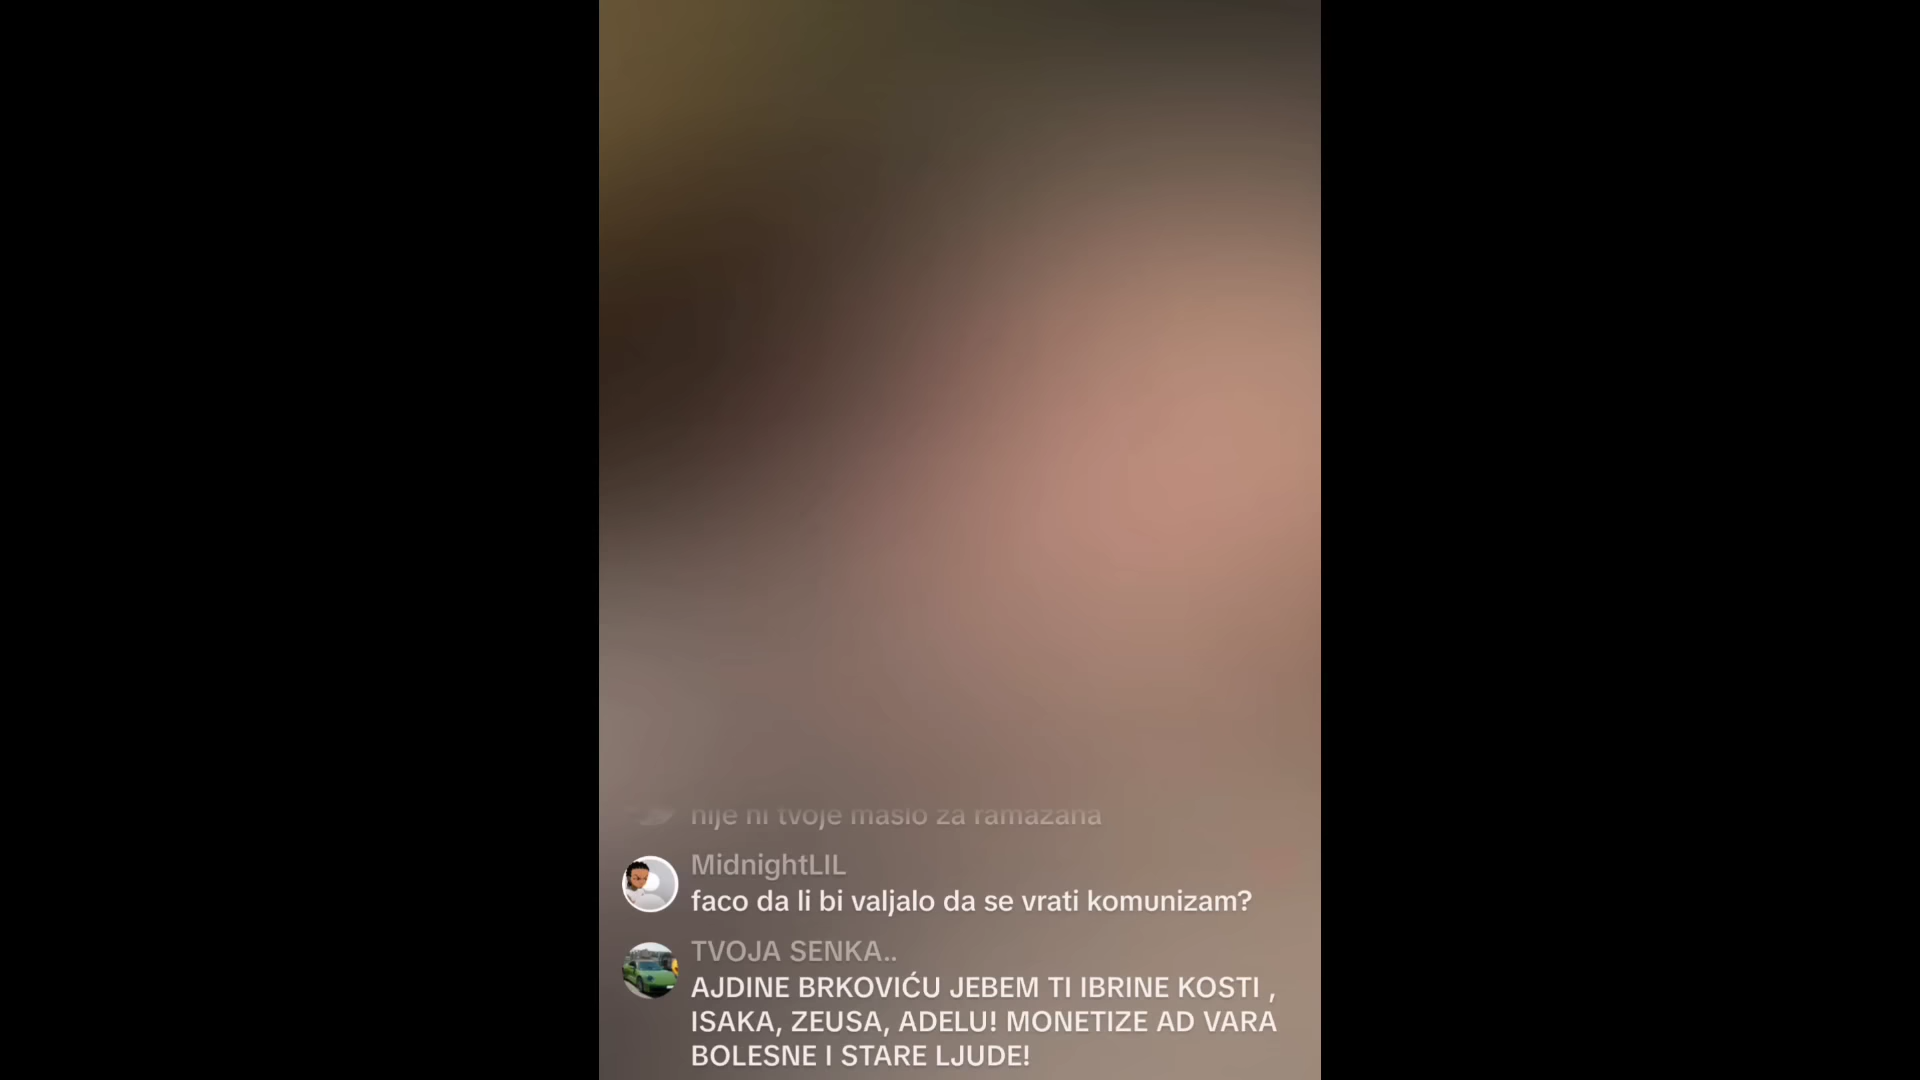 nije ni tvoje maslo za ramazana
MidnightLIL
faco da li bi valjalo da se vrati komunizam?
TVOJA SENKA..
AJDINE BRKOVIĆU JEBEM TI IBRINE KOSTI ,
ISAKA, ZEUSA, ADELU! MONETIZE AD VARA
BOLESNE I STARE LJUDE!